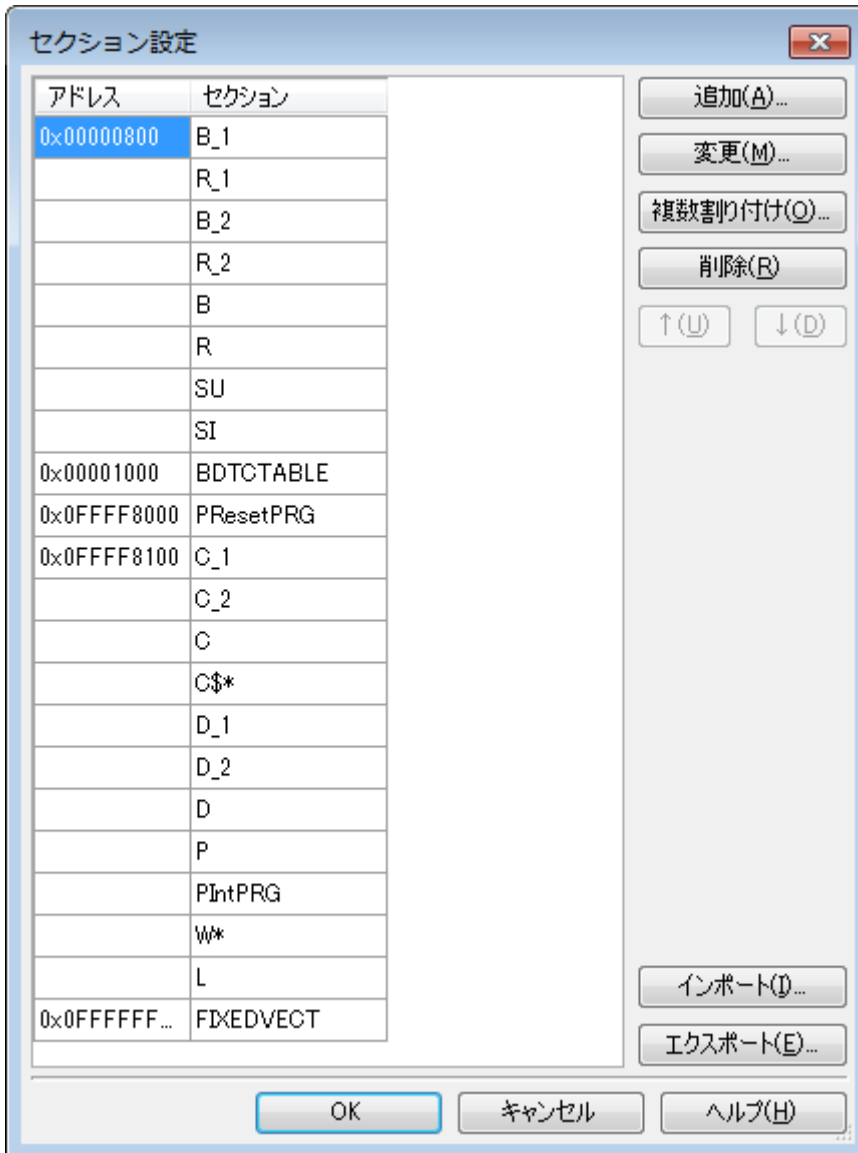 セクション設定
アドレス セクション
0x00000800 B_1
R_1
B_2
R_2
B
R
SU
SI
0x00001000 BDTCTABLE
0x0FFFF8000 PResetPRG
0x0FFFF8100 C_1
C_2
C
C$*
D_1
D_2
D
P
PIntPRG
W*
L
0x0FFFFFF... FIXEDVECT
追加(A)...
変更(M)...
複数割り付け(O)...
削除(R)
↑(U) ↓(D)
インポート(I)...
エクスポート(E)...
OK キャンセル ヘルプ(H)